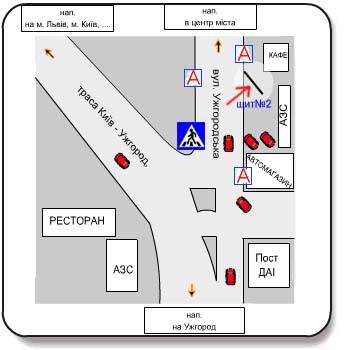 нап.
на м. Львів, м. Київ, ....
нап.
в центр міста
А
КАФЕ
А
щит№2
АЗС
вул. Ужгородська
траса Київ - Ужгород,
АВТОМАГАЗИН
А
РЕСТОРАН
АЗС
Пост
ДАІ
нап.
на Ужгород